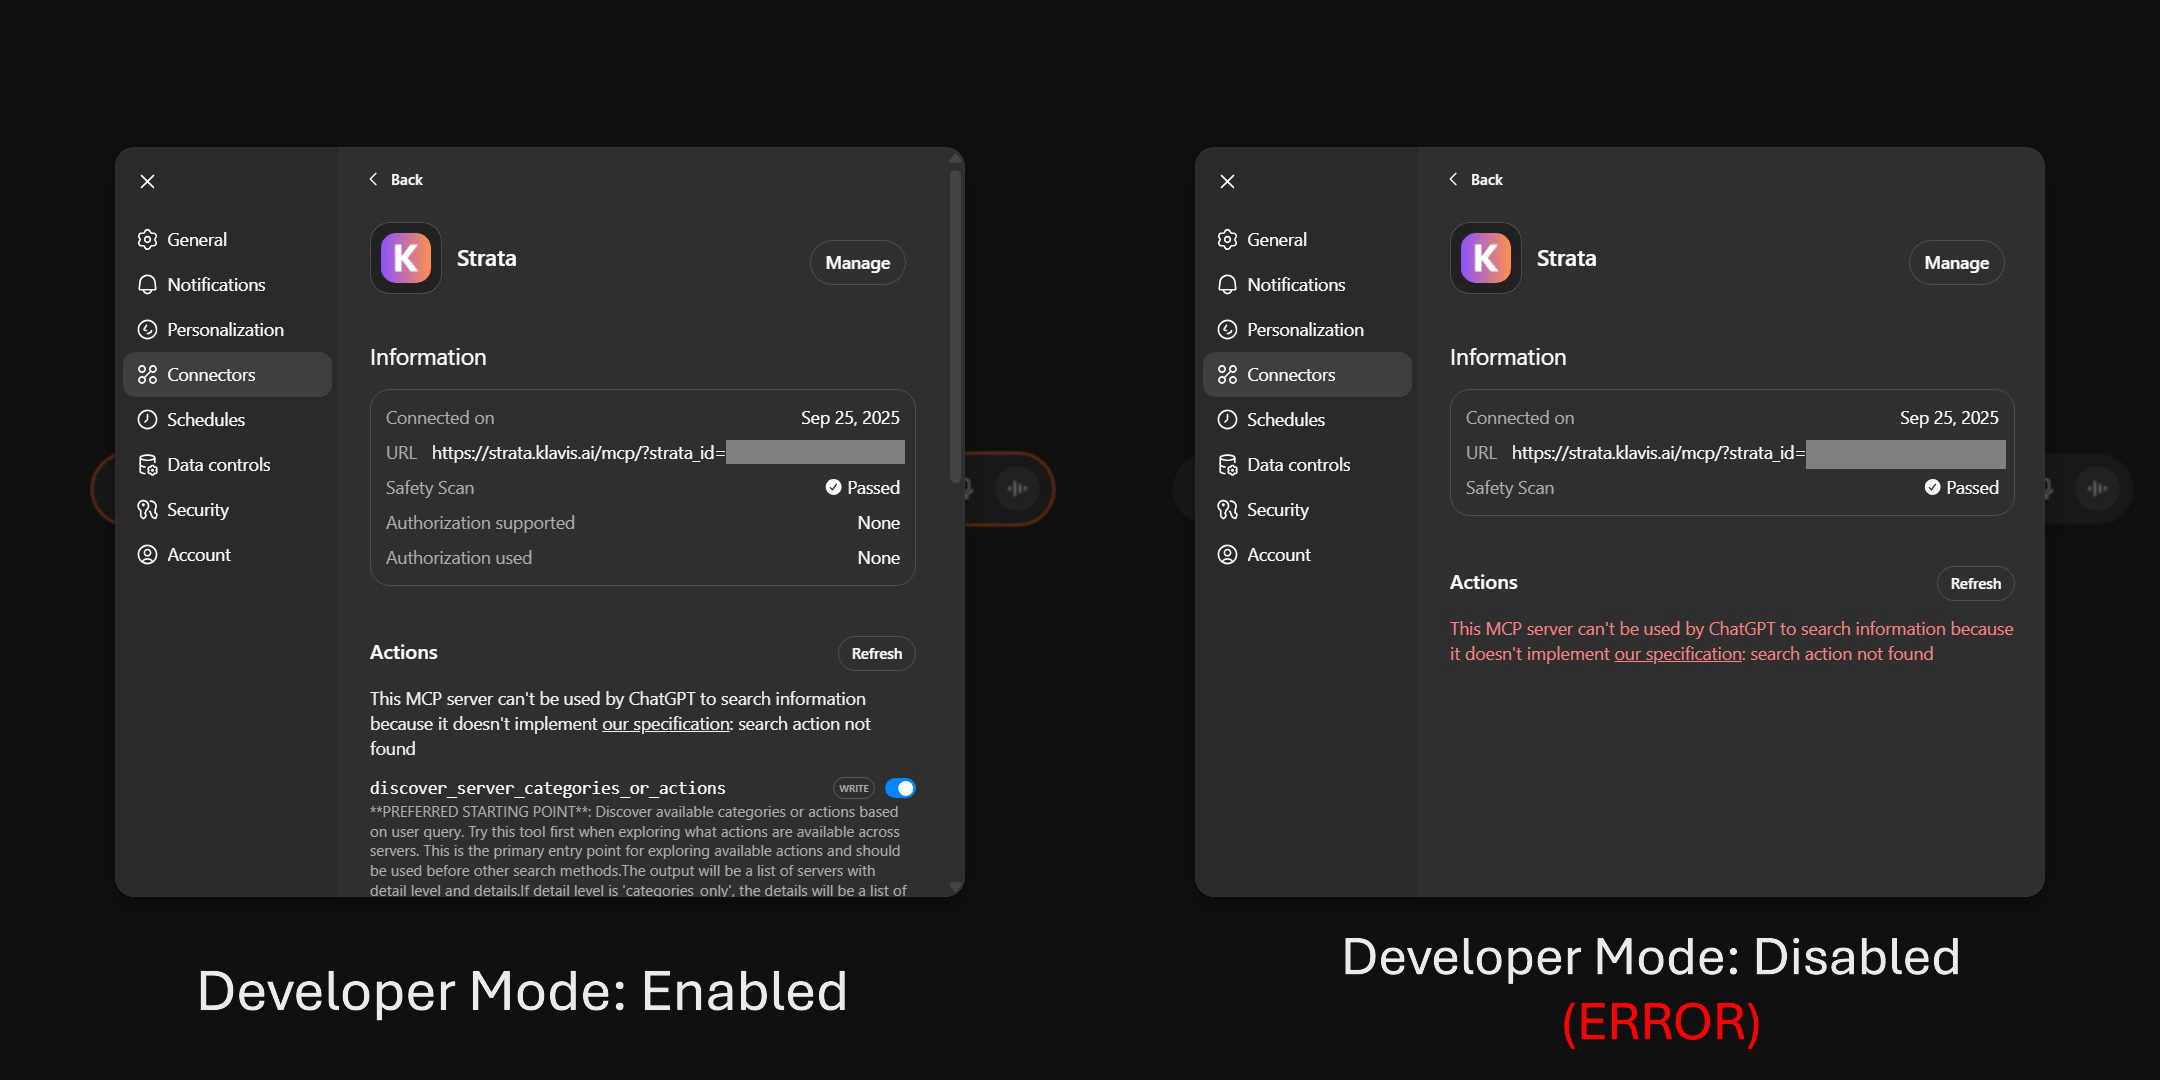 Back
K
Strata
Manage
General
Notifications
Personalization
Connectors
Schedules
Data controls
Security
Account
Information
Connected on Sep 25, 2025
URL https://strata.klavis.ai/mcp/?strata_id=
Safety Scan Passed
Authorization supported None
Authorization used None
Actions
Refresh
This MCP server can't be used by ChatGPT to search information
because it doesn't implement our specification: search action not
found
discover_server_categories_or_actions WRITE
**PREFERRED STARTING POINT**: Discover available categories or actions based
on user query. Try this tool first when exploring what actions are available across
servers. This is the primary entry point for exploring available actions and should
be used before other search methods.The output will be a list of servers with
detail level and details.If detail level is 'categories_only', the details will be a list of
Developer Mode: Enabled
Back
K
Strata
Manage
General
Notifications
Personalization
Connectors
Schedules
Data controls
Security
Account
Information
Connected on Sep 25, 2025
URL https://strata.klavis.ai/mcp/?strata_id=
Safety Scan Passed
Actions
Refresh
This MCP server can't be used by ChatGPT to search information because
it doesn't implement our specification: search action not found
Developer Mode: Disabled
(ERROR)